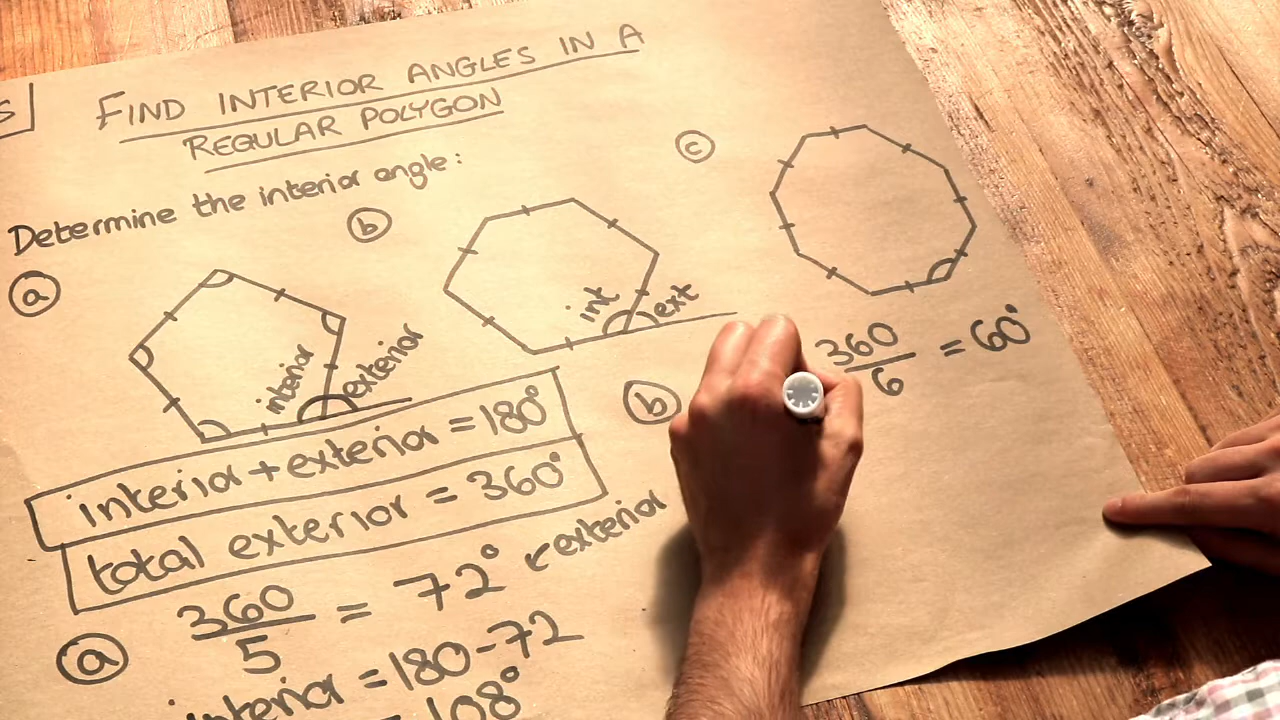 FIND INTERIOR ANGLES IN A
REGULAR POLYGON
Determine the interior angle:
a
b
c
interior
exterior
int
ext
interior + exterior = 180°
total exterior = 360°
a 360/5 = 72° ← exterior
interior = 180 - 72
= 108°
b 360/6 = 60°